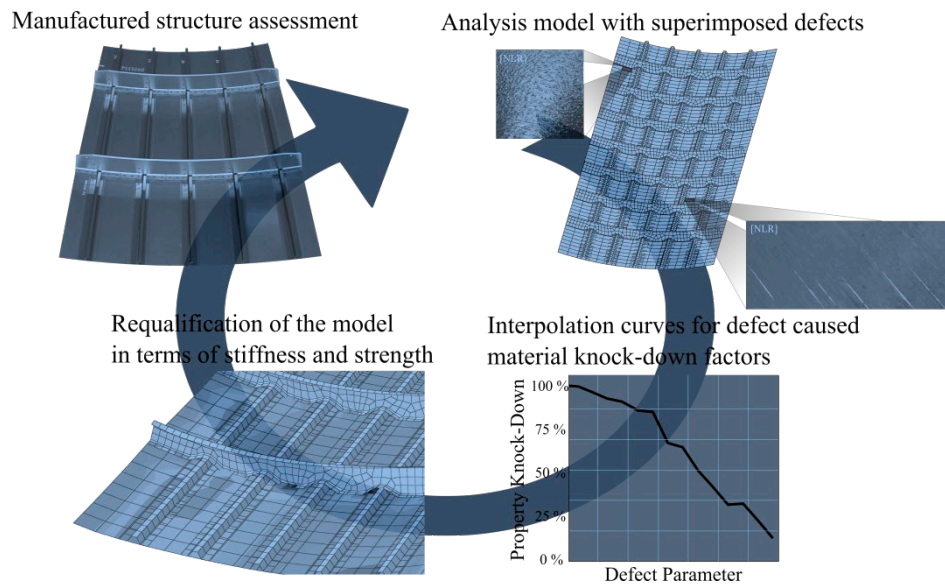 Manufactured structure assessment
Analysis model with superimposed defects
[NLR]
[NLR]
Requalification of the model
in terms of stiffness and strength
Interpolation curves for defect caused
material knock-down factors
Property Knock-Down
100 %
75 %
50 %
25 %
0 %
Defect Parameter